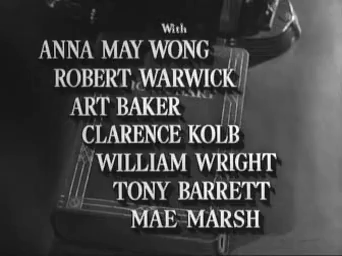 With
ANNA MAY WONG
ROBERT WARWICK
ART BAKER
CLARENCE KOLB
WILLIAM WRIGHT
TONY BARRETT
MAE MARSH